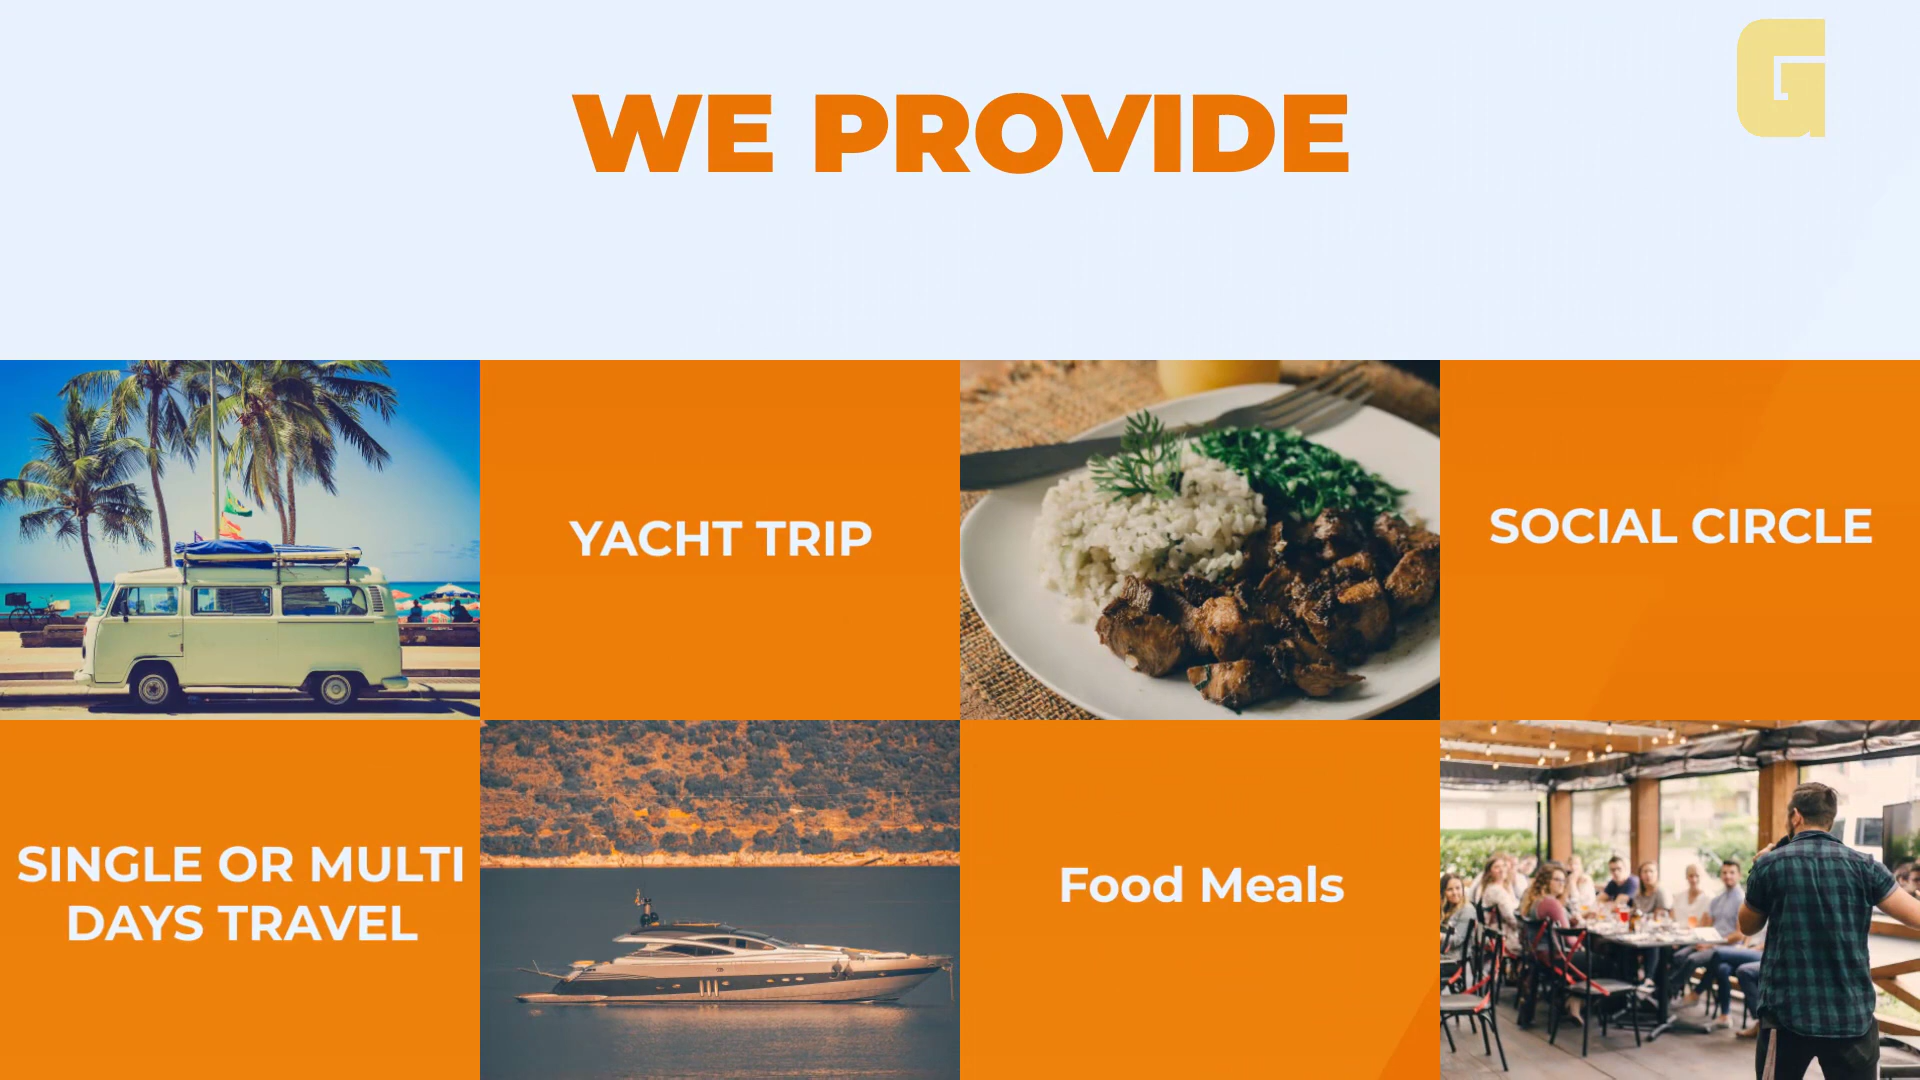 WE PROVIDE
G
YACHT TRIP
SOCIAL CIRCLE
SINGLE OR MULTI
DAYS TRAVEL
Food Meals